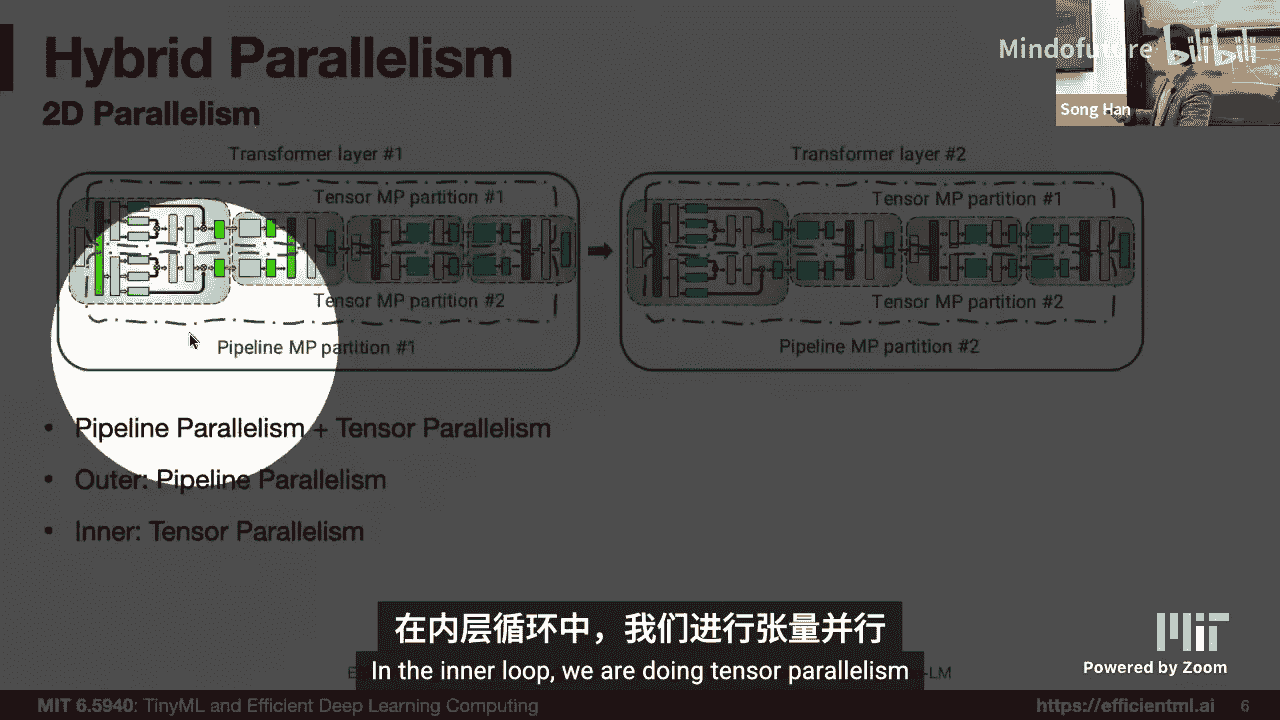 Hybrid Parallelism
2D Parallelism
Mindofuture bilibili
Song Han
Transformer layer #1
Transformer layer #2
Tensor MP partition #1
Tensor MP partition #1
Tensor MP partition #2
Tensor MP partition #2
Pipeline MP partition #1
Pipeline MP partition #2
• Pipeline Parallelism + Tensor Parallelism
• Outer: Pipeline Parallelism
• Inner: Tensor Parallelism
在内层循环中，我们进行张量并行
In the inner loop, we are doing tensor parallelism
-LM
MIT
Powered by Zoom
MIT 6.5940: TinyML and Efficient Deep Learning Computing
https://efficientml.ai
6